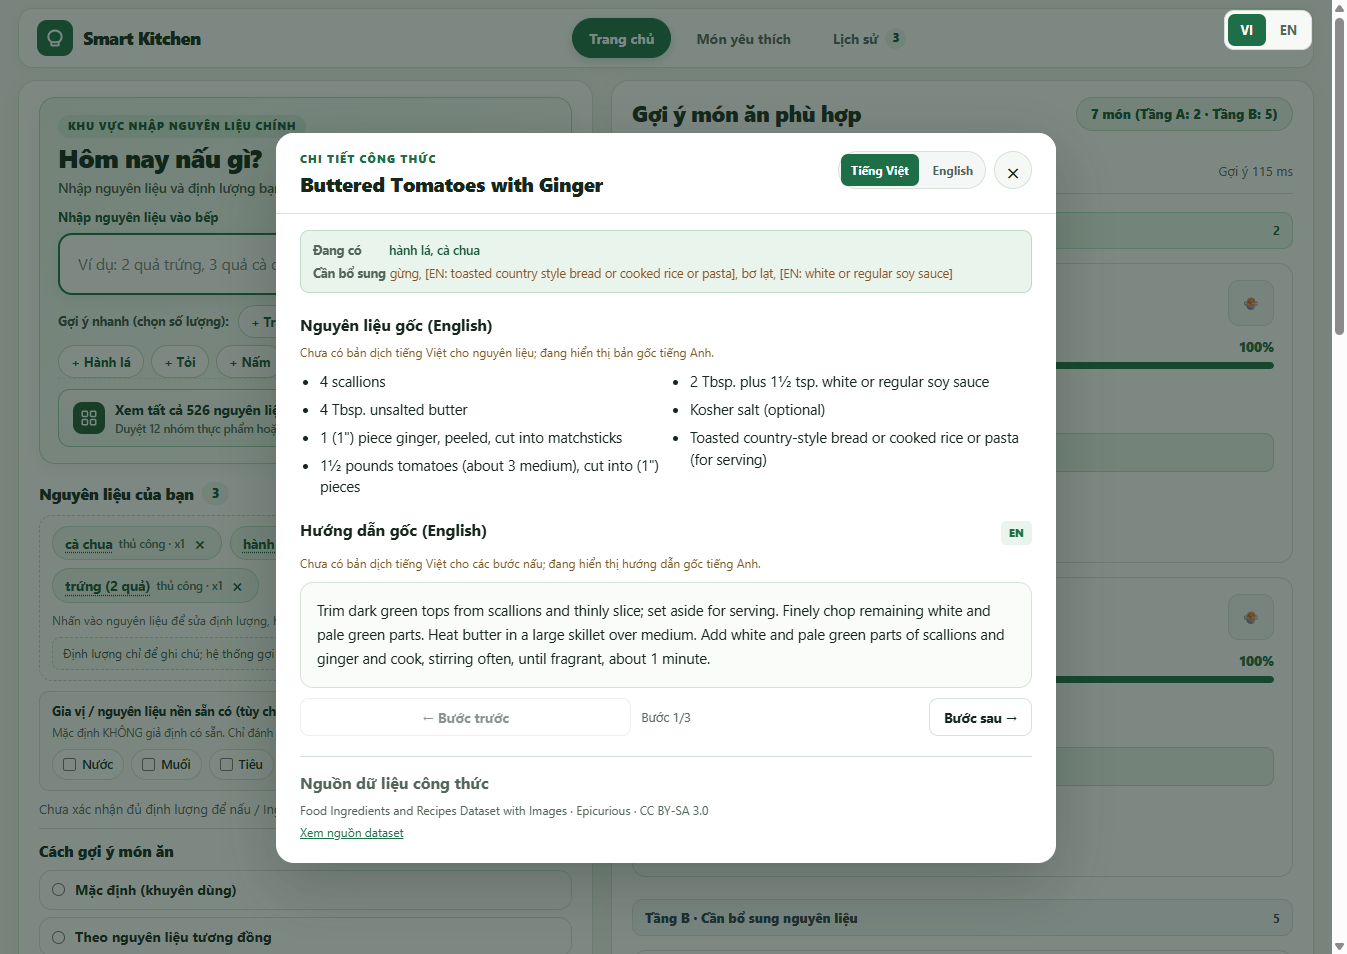 Smart Kitchen
Trang chủ
Món yêu thích
Lịch sử 3
VI EN
KHU VỰC NHẬP NGUYÊN LIỆU CHÍNH
Hôm nay nấu gì?
Nhập nguyên liệu và định lượng
Nhập nguyên liệu vào bếp
Ví dụ: 2 quả trứng, 3 quả cà
Gợi ý nhanh (chọn số lượng):
+ Hành lá + Tỏi + Nấm
Xem tất cả 526 nguyên
Duyệt 12 nhóm thực phẩm
Nguyên liệu của bạn 3
cà chua thủ công · x1 ×
hành
trứng (2 quả) thủ công · x1 ×
Nhấn vào nguyên liệu để sửa định lượng,
Định lượng chỉ để ghi chú; hệ thống gợi
Gia vị / nguyên liệu nền sẵn có (tùy
Mặc định KHÔNG giả định có sẵn. Chỉ đánh
Nước Muối Tiêu
Chưa xác nhận đủ định lượng để nấu /
Cách gợi ý món ăn
Mặc định (khuyên dùng)
Theo nguyên liệu tương đồng
Gợi ý món ăn phù hợp
7 món (Tầng A: 2 · Tầng B: 5)
Gợi ý 115 ms
2
100%
100%
Tầng B · Cần bổ sung nguyên liệu 5
CHI TIẾT CÔNG THỨC
Buttered Tomatoes with Ginger
Tiếng Việt English ×
Đang có hành lá, cà chua
Cần bổ sung gừng, [EN: toasted country style bread or cooked rice or pasta], bơ lạt, [EN: white or regular soy sauce]
Nguyên liệu gốc (English)
Chưa có bản dịch tiếng Việt cho nguyên liệu; đang hiển thị bản gốc tiếng Anh.
• 4 scallions
• 4 Tbsp. unsalted butter
• 1 (1") piece ginger, peeled, cut into matchsticks
• 1½ pounds tomatoes (about 3 medium), cut into (1")
pieces
• 2 Tbsp. plus 1½ tsp. white or regular soy sauce
• Kosher salt (optional)
• Toasted country-style bread or cooked rice or pasta
(for serving)
Hướng dẫn gốc (English)
EN
Chưa có bản dịch tiếng Việt cho các bước nấu; đang hiển thị hướng dẫn gốc tiếng Anh.
Trim dark green tops from scallions and thinly slice; set aside for serving. Finely chop remaining white and
pale green parts. Heat butter in a large skillet over medium. Add white and pale green parts of scallions and
ginger and cook, stirring often, until fragrant, about 1 minute.
← Bước trước
Bước 1/3
Bước sau →
Nguồn dữ liệu công thức
Food Ingredients and Recipes Dataset with Images · Epicurious · CC BY-SA 3.0
Xem nguồn dataset